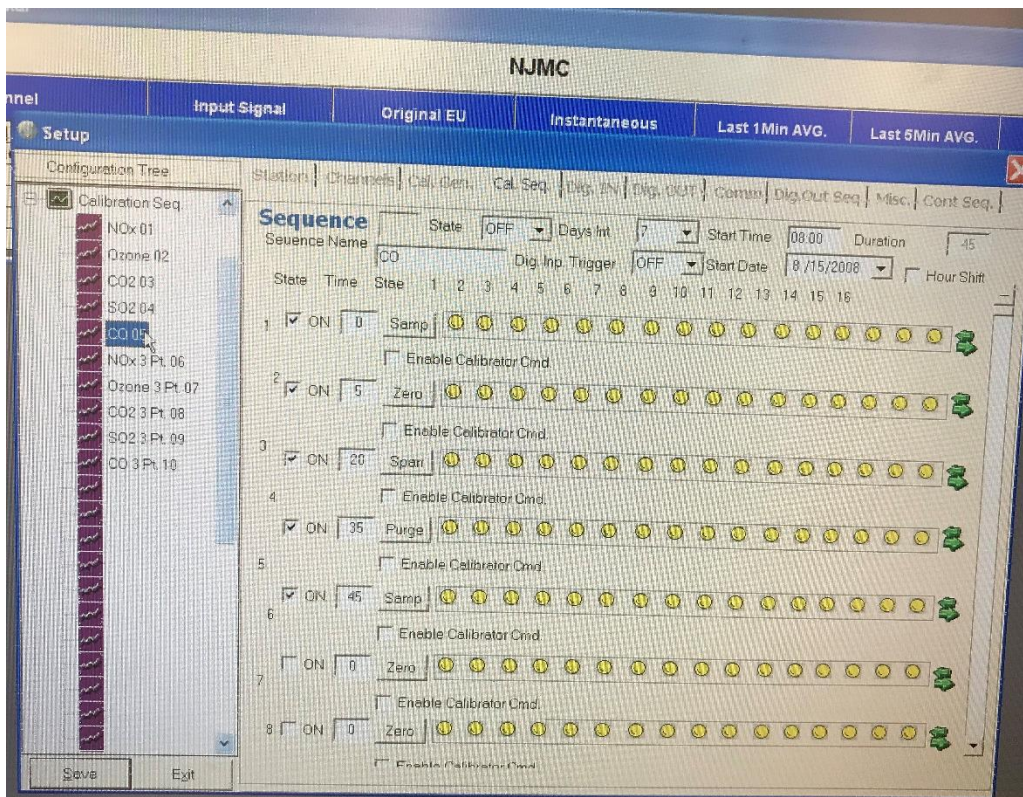 NJMC
nnel Input Signal Original EU Instantaneous Last 1Min AVG. Last 5Min AVG.
Setup
Configuration Tree
Station Channels Cal. Gen. Cal. Seq. Dig. IN Dig. OUT Comm Dig.Out Seq Misc. Cont Seq.
Calibration Seq
NOx 01
Ozone 02
CO2 03
SO2 04
CO 05
NOx 3 Pt. 06
Ozone 3 Pt. 07
CO2 3 Pt. 08
SO2 3 Pt. 09
CO 3 Pt. 10
Save Exit
Sequence State OFF Days Int 7 Start Time 08:00 Duration 45
Seuence Name CO Dig. Inp. Trigger OFF Start Date 8/15/2008 Hour Shift
State Time Stae 1 2 3 4 5 6 7 8 9 10 11 12 13 14 15 16
1 ON 0 Samp
Enable Calibrator Cmd.
2 ON 5 Zero
Enable Calibrator Cmd.
3 ON 20 Span
Enable Calibrator Cmd.
4 ON 35 Purge
Enable Calibrator Cmd.
5 ON 45 Samp
6
Enable Calibrator Cmd.
ON 0 Zero
7
Enable Calibrator Cmd.
8 ON 0 Zero
Enable Calibrator Cmd